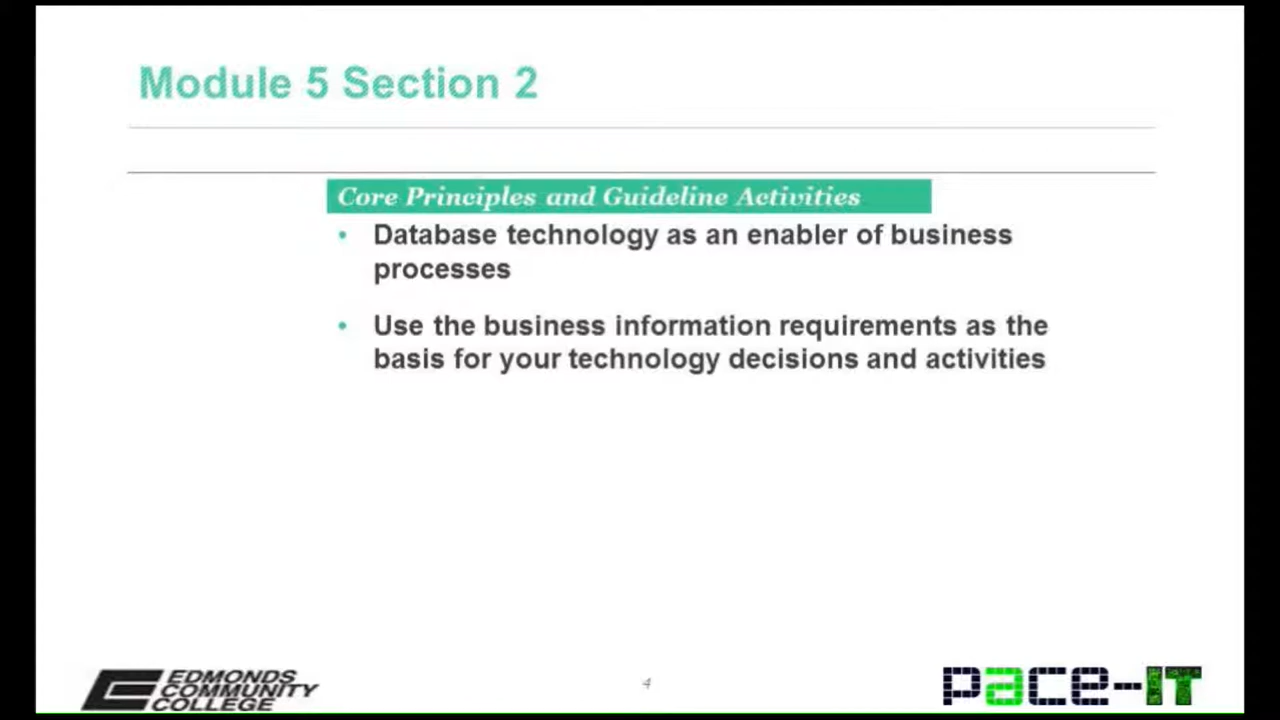 Module 5 Section 2
Core Principles and Guideline Activities
• Database technology as an enabler of business
processes
• Use the business information requirements as the
basis for your technology decisions and activities
EDMONDS
COMMUNITY
COLLEGE
4
pace-IT